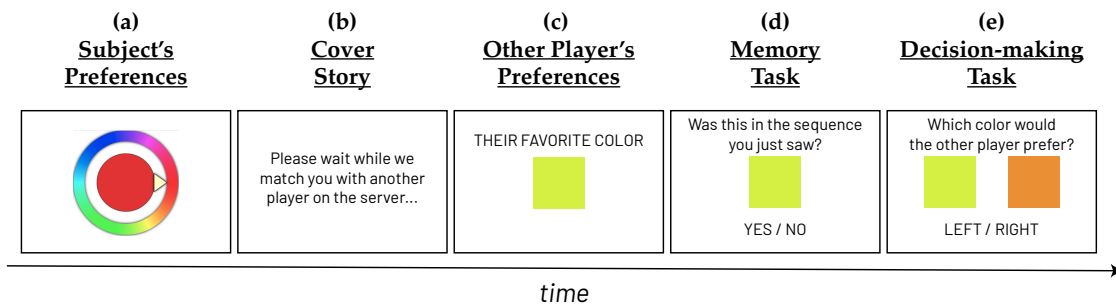 (a)
Subject's
Preferences
(b)
Cover
Story
(c)
Other Player's
Preferences
(d)
Memory
Task
(e)
Decision-making
Task
Please wait while we
match you with another
player on the server...
THEIR FAVORITE COLOR
Was this in the sequence
you just saw?
YES / NO
Which color would
the other player prefer?
LEFT / RIGHT
time